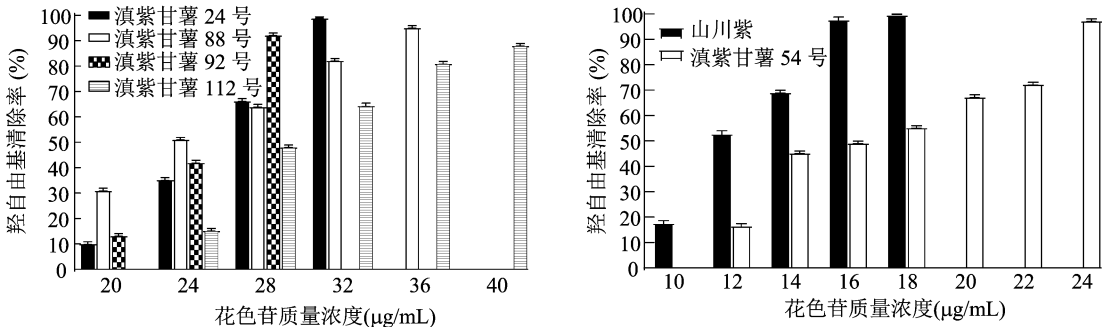 羟自由基清除率 (%)
100
90
80
70
60
50
40
30
20
10
0
滇紫甘薯 24 号
滇紫甘薯 88 号
滇紫甘薯 92 号
滇紫甘薯 112 号
20 24 28 32 36 40
花色苷质量浓度(μg/mL)
羟自由基清除率 (%)
100
90
80
70
60
50
40
30
20
10
0
山川紫
滇紫甘薯 54 号
10 12 14 16 18 20 22 24
花色苷质量浓度(μg/mL)